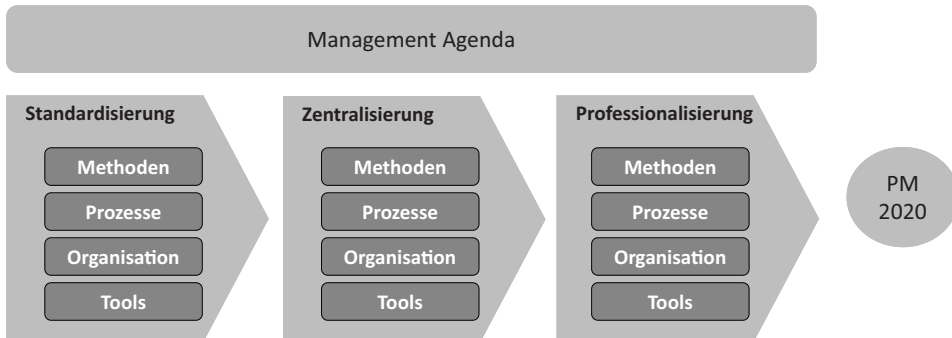 Management Agenda
Standardisierung
Methoden
Prozesse
Organisation
Tools
Zentralisierung
Methoden
Prozesse
Organisation
Tools
Professionalisierung
Methoden
Prozesse
Organisation
Tools
PM
2020